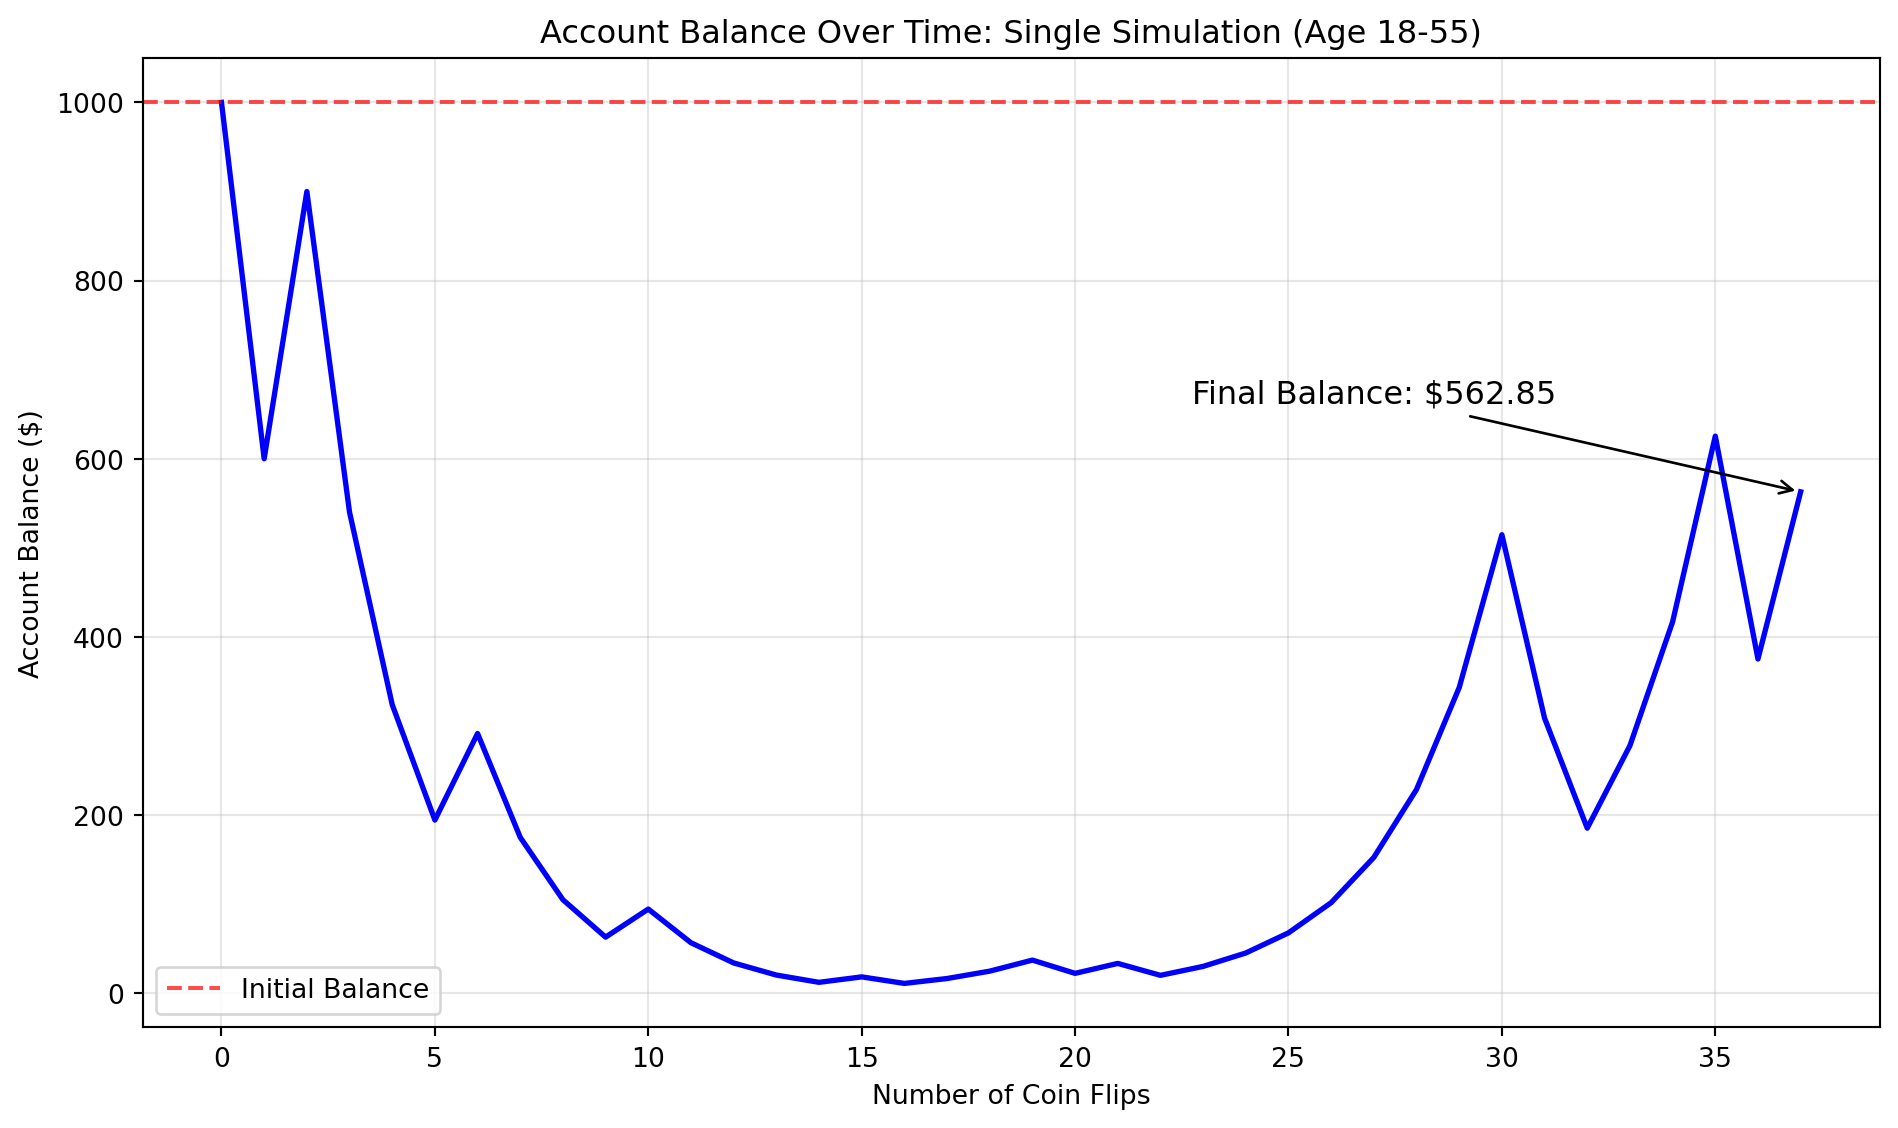 Account Balance Over Time: Single Simulation (Age 18-55)
Account Balance ($)
1000
800
600
400
200
0
Final Balance: $562.85
Initial Balance
0 5 10 15 20 25 30 35
Number of Coin Flips